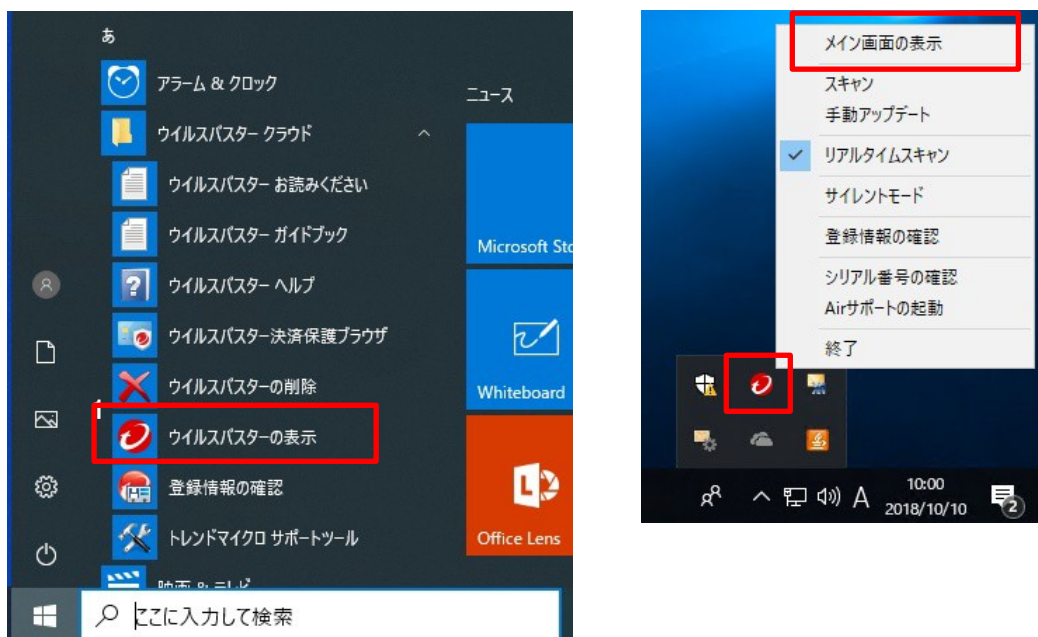 あ
アラーム & クロック
ウイルスバスター クラウド
ウイルスバスター お読みください
ウイルスバスター ガイドブック
ウイルスバスター ヘルプ
ウイルスバスター決済保護ブラウザ
ウイルスバスターの削除
1
ウイルスバスターの表示
登録情報の確認
トレンドマイクロ サポートツール
映画 & テレビ
ここに入力して検索
ニュース
Microsoft Sto
Whiteboard
Office Lens
メイン画面の表示
スキャン
手動アップデート
リアルタイムスキャン
サイレントモード
登録情報の確認
シリアル番号の確認
Airサポートの起動
終了
A
10:00
2018/10/10
2